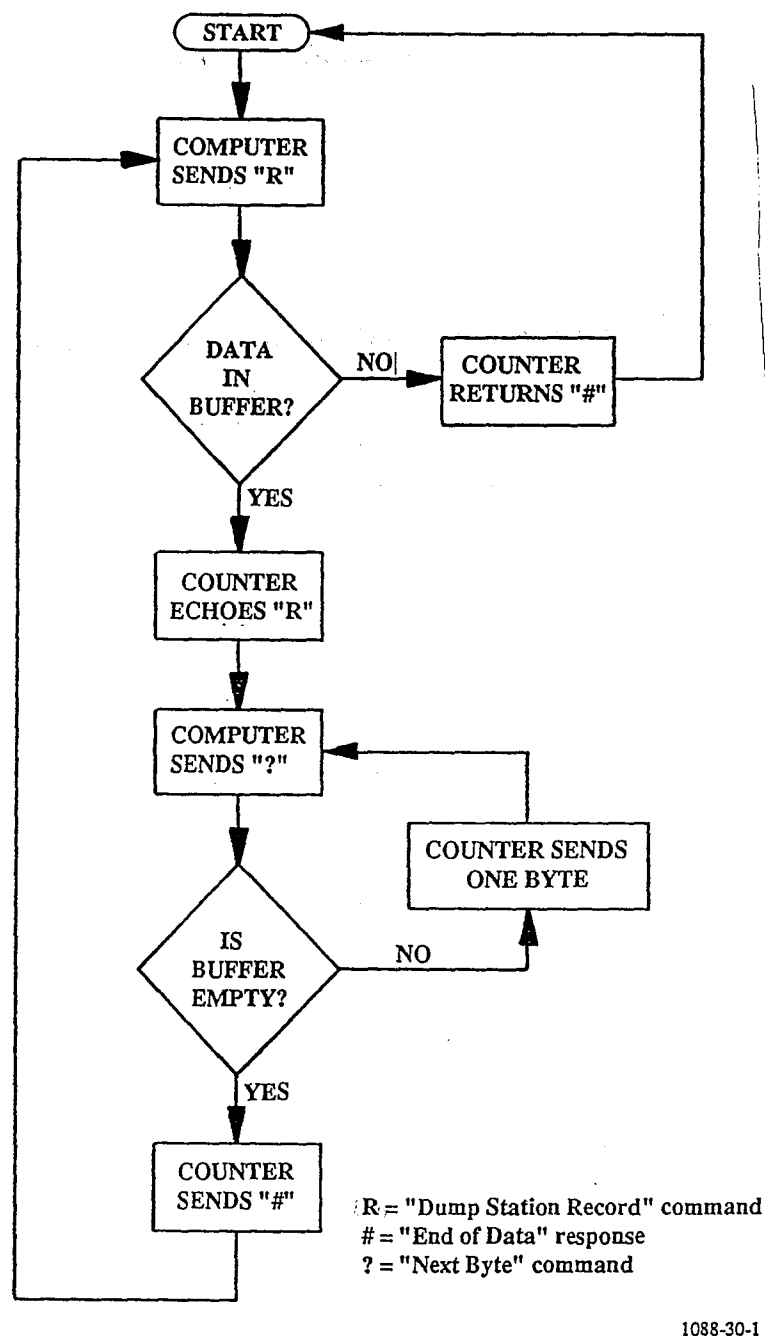 START
COMPUTER
SENDS "R"
DATA
IN
BUFFER?
NO
COUNTER
RETURNS "#"
YES
COUNTER
ECHOES "R"
COMPUTER
SENDS "?"
COUNTER SENDS
ONE BYTE
IS
BUFFER
EMPTY?
NO
YES
COUNTER
SENDS "#"
R = "Dump Station Record" command
# = "End of Data" response
? = "Next Byte" command
1088-30-1